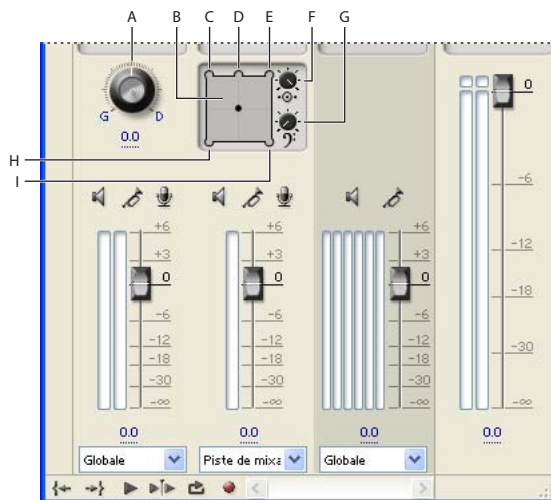 A B C D E F G
G D
0.0
H
I
+6 +6 +6
+3 +3 +3
0 0 0 0
-6 -6 -6 -6
-12 -12 -12 -12
-18 -18 -18 -18
-30 -30 -30 -30
-∞ -∞ -∞ -∞
0.0 0.0 0.0 0.0
Globale Piste de mixa Globale